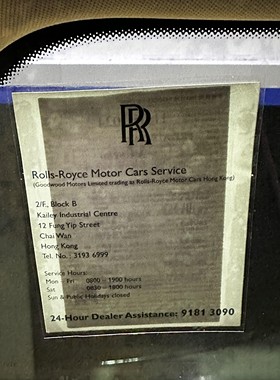 RR
Rolls-Royce Motor Cars Service
(Goodwood Motors Limited trading as Rolls-Royce Motor Cars Hong Kong)
2/F., Block B
Kailey Industrial Centre
12 Fung Yip Street
Chai Wan
Hong Kong
Tel. No. : 3193 6999
Service Hours:
Mon - Fri 0800 – 1900 hours
Sat 0830 – 1800 hours
Sun & Public Holidays closed
24-Hour Dealer Assistance: 9181 3090